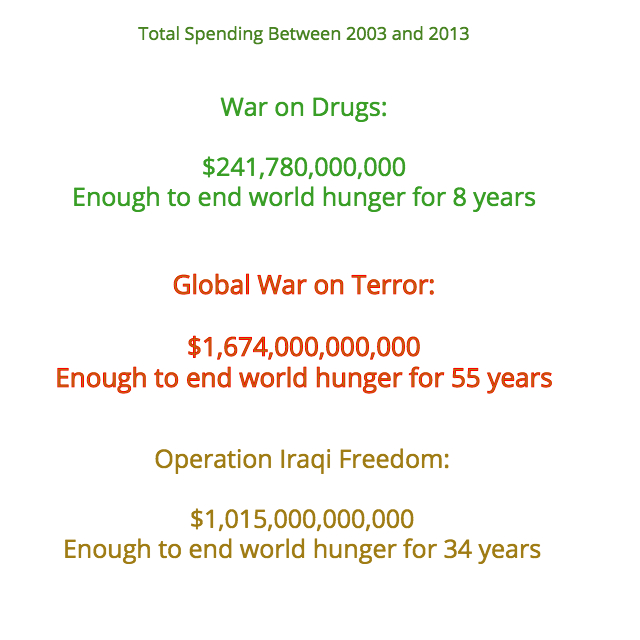 Total Spending Between 2003 and 2013
War on Drugs:
$241,780,000,000
Enough to end world hunger for 8 years
Global War on Terror:
$1,674,000,000,000
Enough to end world hunger for 55 years
Operation Iraqi Freedom:
$1,015,000,000,000
Enough to end world hunger for 34 years